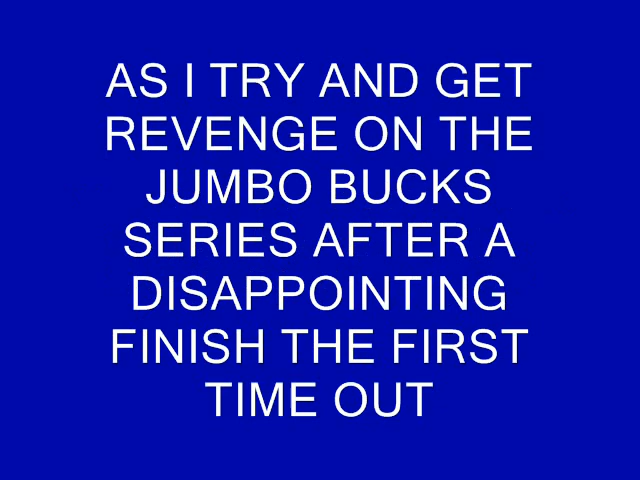 AS I TRY AND GET
REVENGE ON THE
JUMBO BUCKS
SERIES AFTER A
DISAPPOINTING
FINISH THE FIRST
TIME OUT